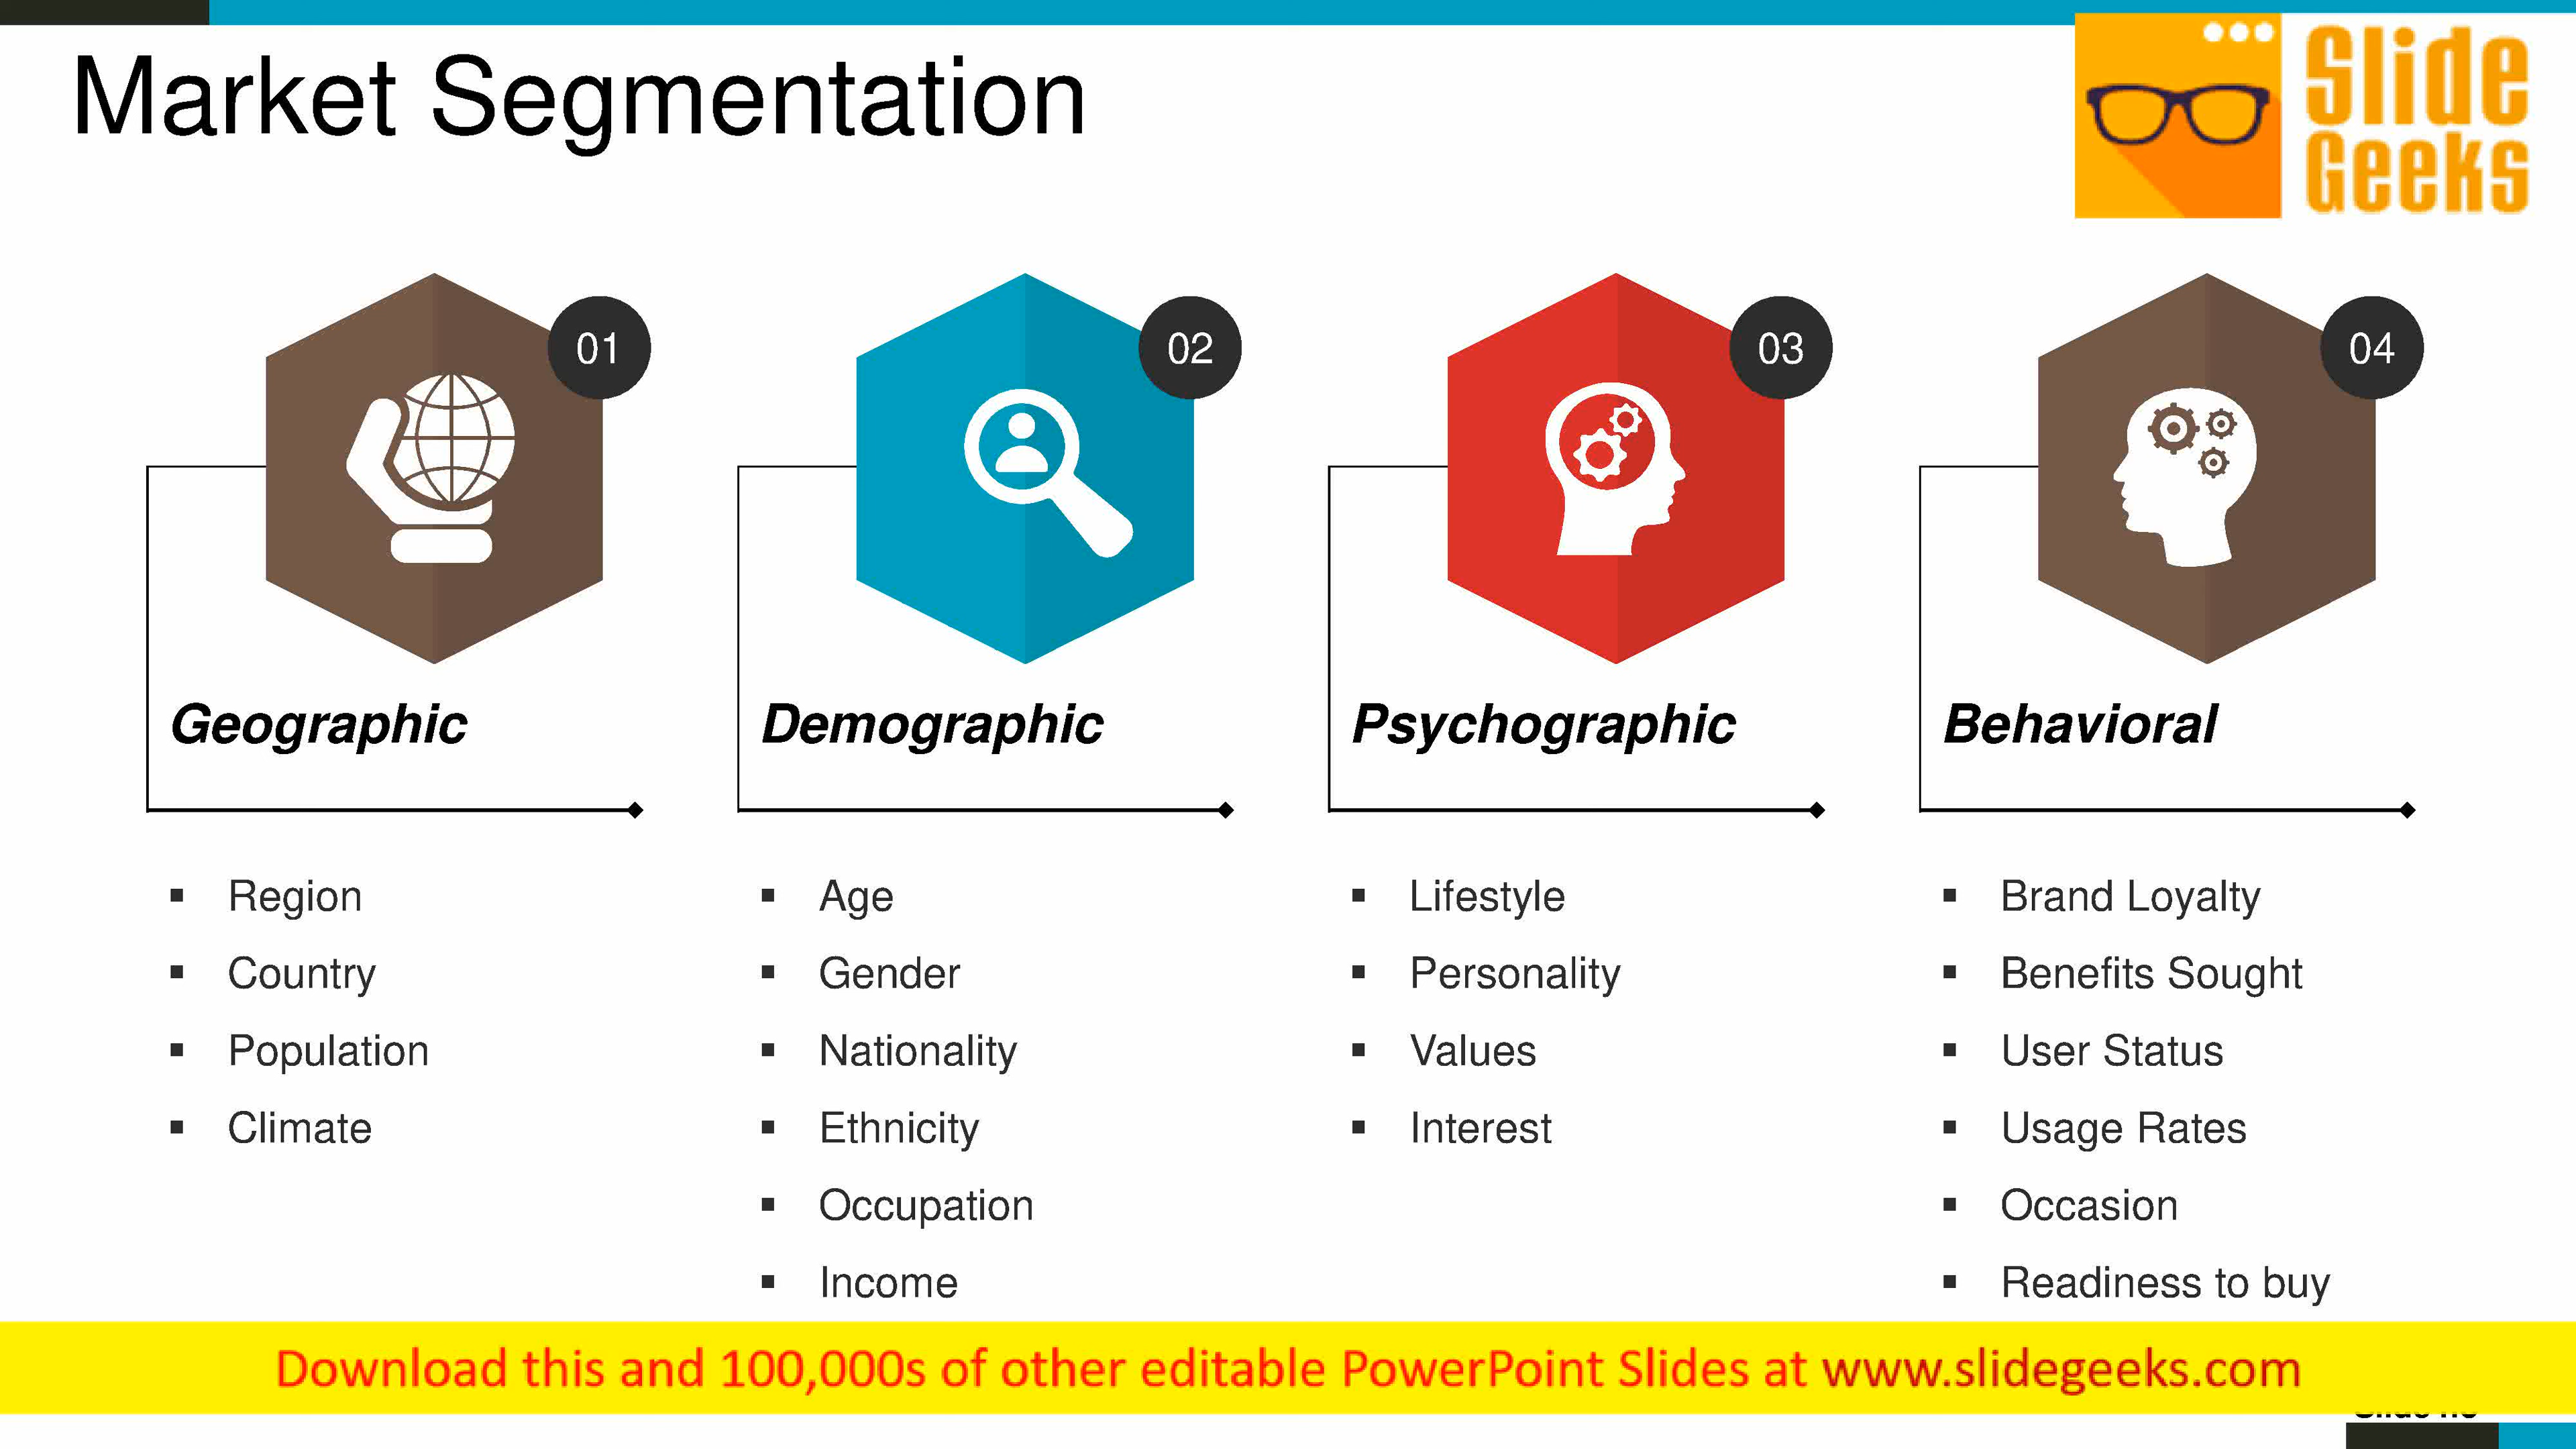 Market Segmentation
Slide
Geeks
01
02
03
04
Geographic
Demographic
Psychographic
Behavioral
Region
Country
Population
Climate
Age
Gender
Nationality
Ethnicity
Occupation
Income
Lifestyle
Personality
Values
Interest
Brand Loyalty
Benefits Sought
User Status
Usage Rates
Occasion
Readiness to buy
Download this and 100,000s of other editable PowerPoint Slides at www.slidegeeks.com